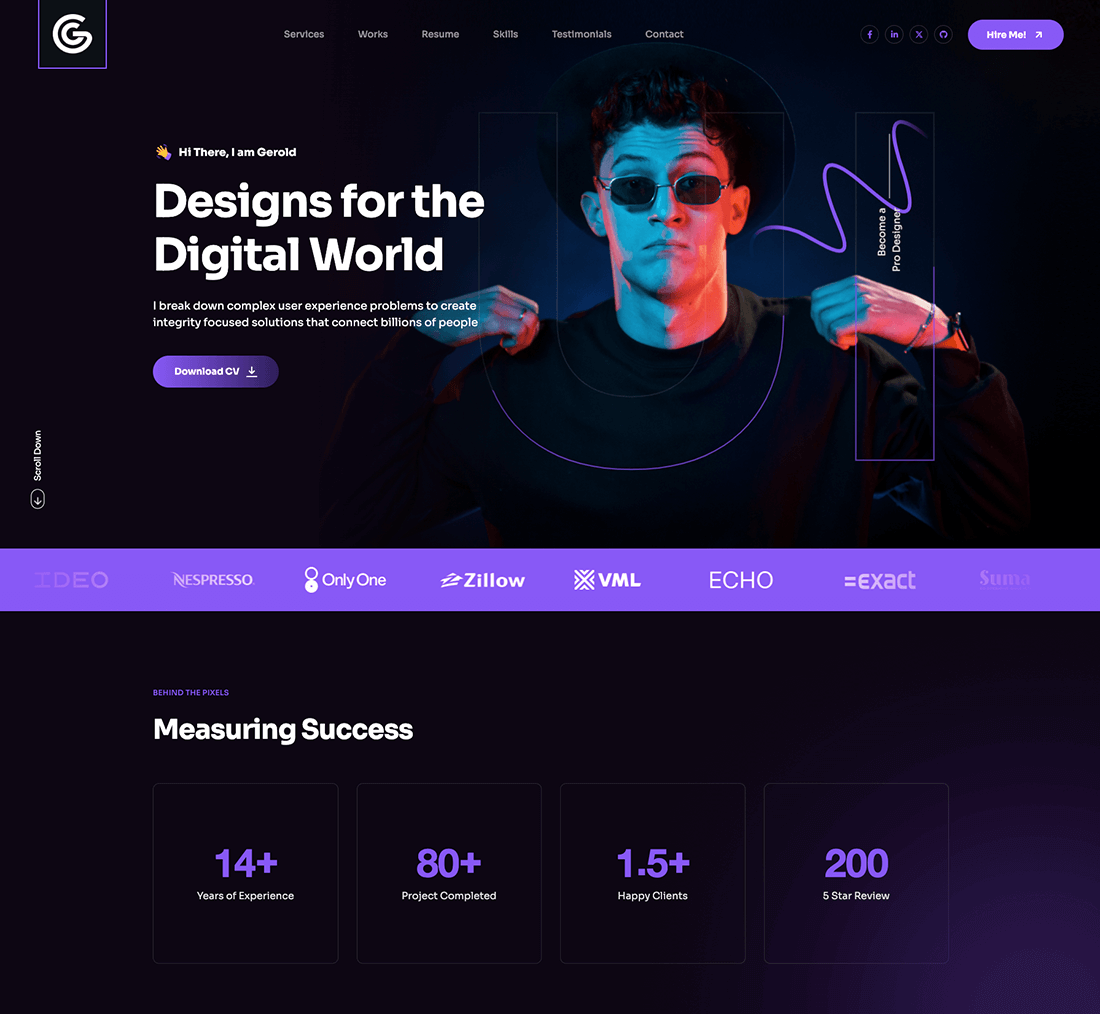 G
Services Works Resume Skills Testimonials Contact
Hire Me!
Hi There, I am Gerold
Designs for the
Digital World
I break down complex user experience problems to create
integrity focused solutions that connect billions of people
Download CV
Become a
Pro Designer
Scroll Down
IDEO NESPRESSO. OnlyOne Zillow VML ECHO =exact Suma
BEHIND THE PIXELS
Measuring Success
14+
Years of Experience
80+
Project Completed
1.5+
Happy Clients
200
5 Star Review